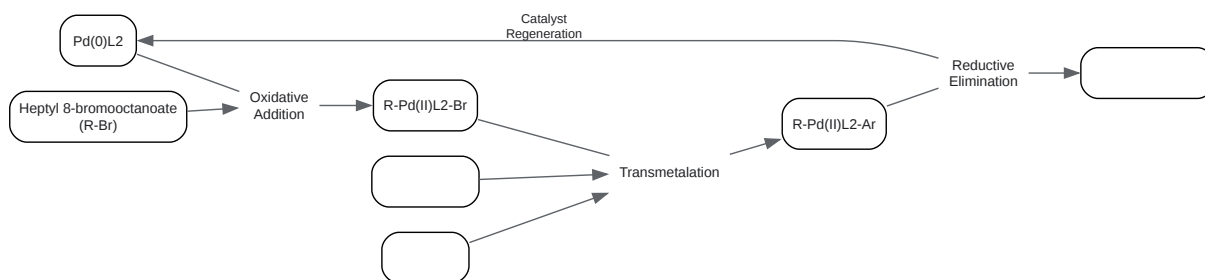 Catalyst
Regeneration
Pd(0)L2
Heptyl 8-bromooctanoate
(R-Br)
Oxidative
Addition
R-Pd(II)L2-Br
Transmetalation
R-Pd(II)L2-Ar
Reductive
Elimination